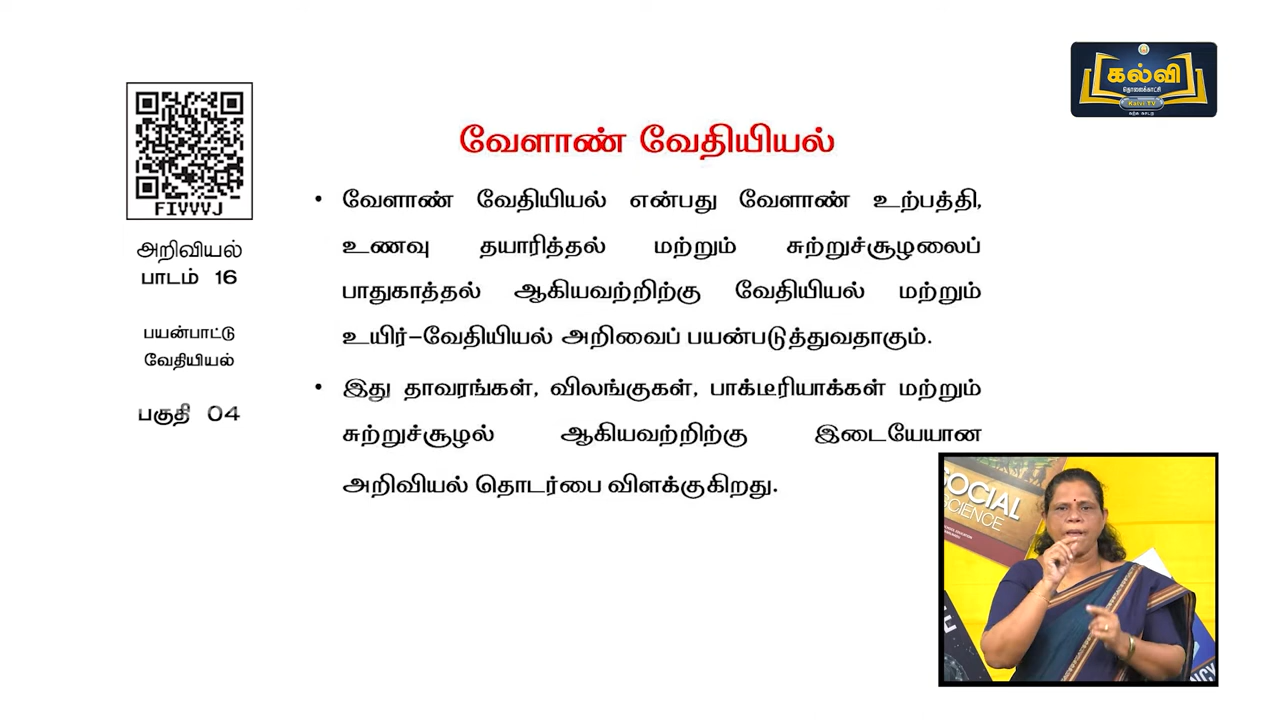 கல்வி
தொலைக்காட்சி
Kalvi TV
வேளாண் வேதியியல்
• வேளாண் வேதியியல் என்பது வேளாண் உற்பத்தி,
உணவு தயாரித்தல் மற்றும் சுற்றுச்சூழலைப்
பாதுகாத்தல் ஆகியவற்றிற்கு வேதியியல் மற்றும்
உயிர்–வேதியியல் அறிவைப் பயன்படுத்துவதாகும்.
• இது தாவரங்கள், விலங்குகள், பாக்டீரியாக்கள் மற்றும்
சுற்றுச்சூழல் ஆகியவற்றிற்கு இடையேயான
அறிவியல் தொடர்பை விளக்குகிறது.
FIVVVJ
அறிவியல்
பாடம் 16
பயன்பாட்டு
வேதியியல்
பகுதி 04
SOCIAL
SCIENCE